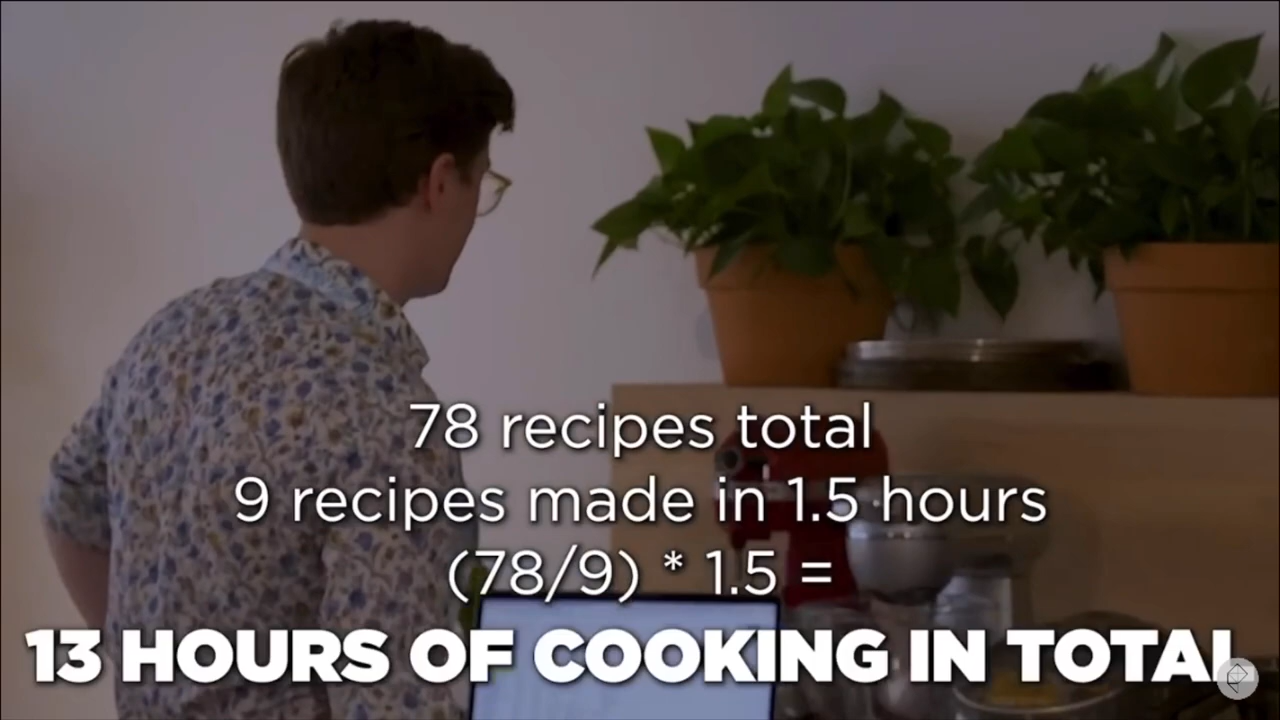 78 recipes total
9 recipes made in 1.5 hours
(78/9) * 1.5 =
13 HOURS OF COOKING IN TOTAL